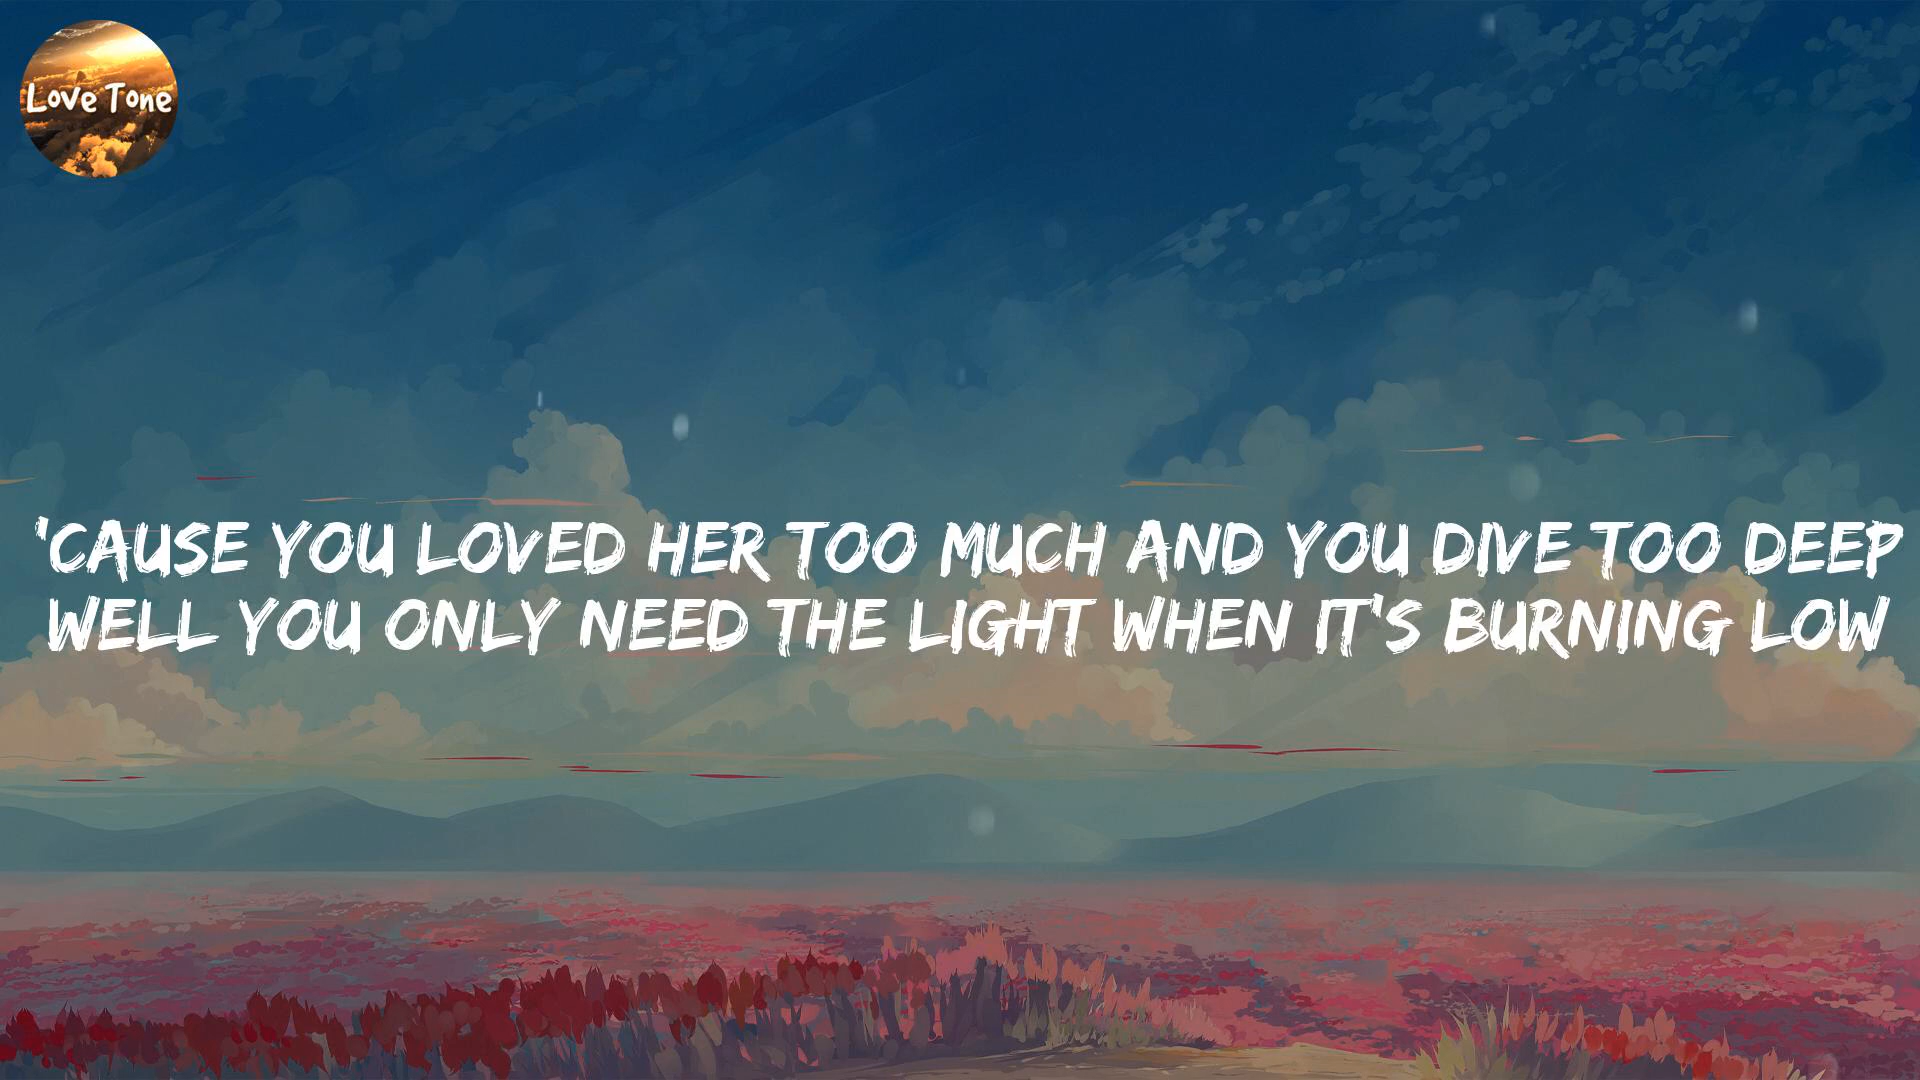 Love Tone
'CAUSE YOU LOVED HER TOO MUCH AND YOU DIVE TOO DEEP
WELL YOU ONLY NEED THE LIGHT WHEN IT'S BURNING LOW